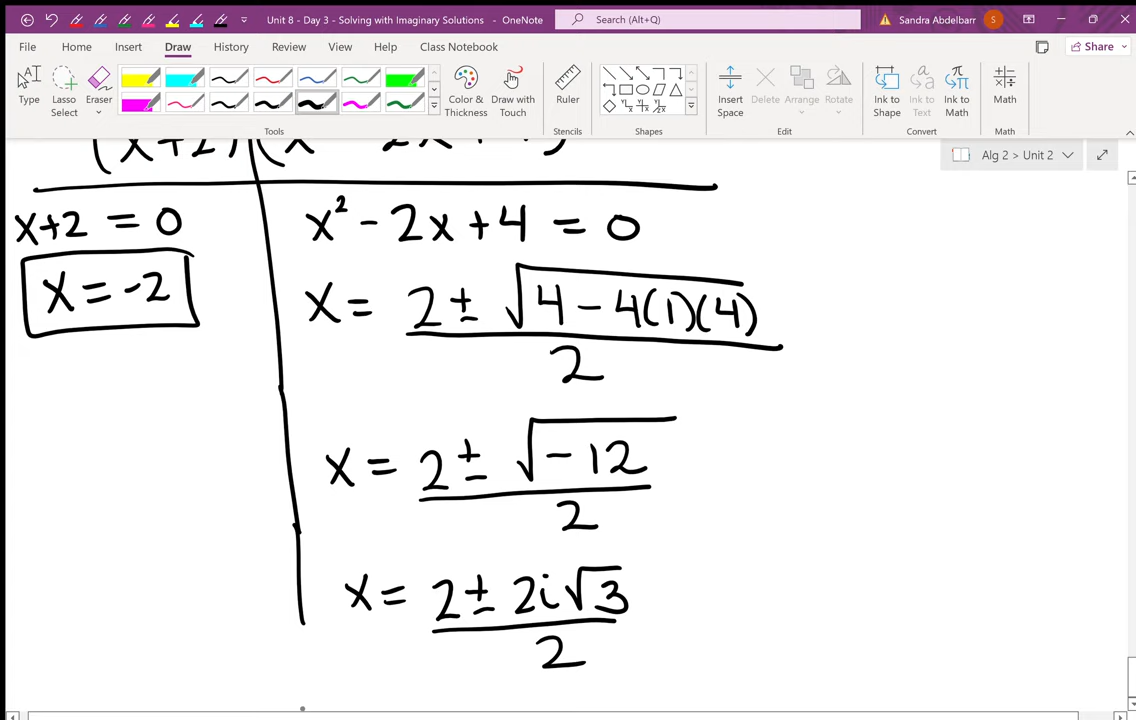 Unit 8 - Day 3 - Solving with Imaginary Solutions - OneNote
Search (Alt+Q)
Sandra Abdelbarr
S
File Home Insert Draw History Review View Help Class Notebook
Share
Type
Lasso Select
Eraser
Color & Thickness
Draw with Touch
Ruler
Insert Space
Delete
Arrange
Rotate
Ink to Shape
Ink to Text
Ink to Math
Math
Tools
Stencils
Shapes
Edit
Convert
Math
Alg 2 > Unit 2
x+2 = 0
x = -2
x² - 2x + 4 = 0
x = 2 ± √4 - 4(1)(4)
2
x = 2 ± √-12
2
x = 2 ± 2i√3
2